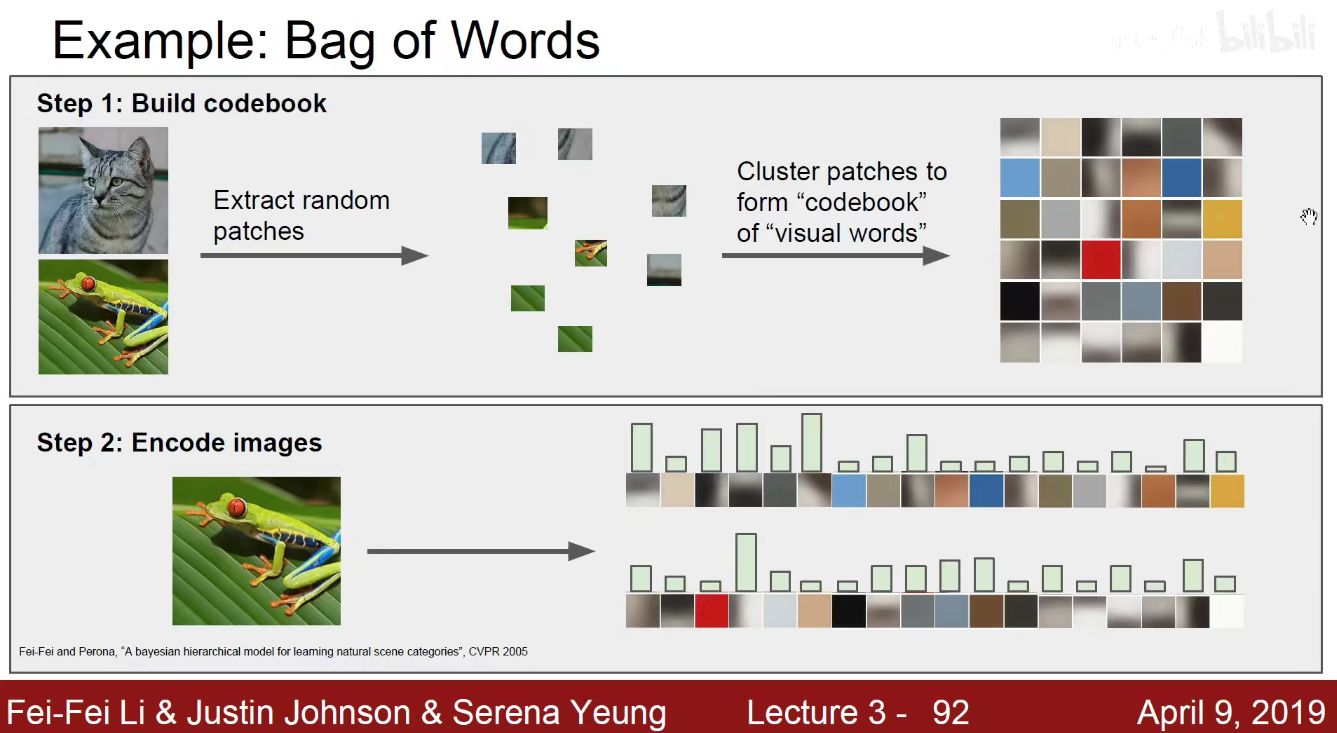 Example: Bag of Words
bilibili
Step 1: Build codebook
Extract random
patches
Cluster patches to
form “codebook”
of “visual words”
Step 2: Encode images
Fei-Fei and Perona, “A bayesian hierarchical model for learning natural scene categories”, CVPR 2005
Fei-Fei Li & Justin Johnson & Serena Yeung
Lecture 3 - 92
April 9, 2019